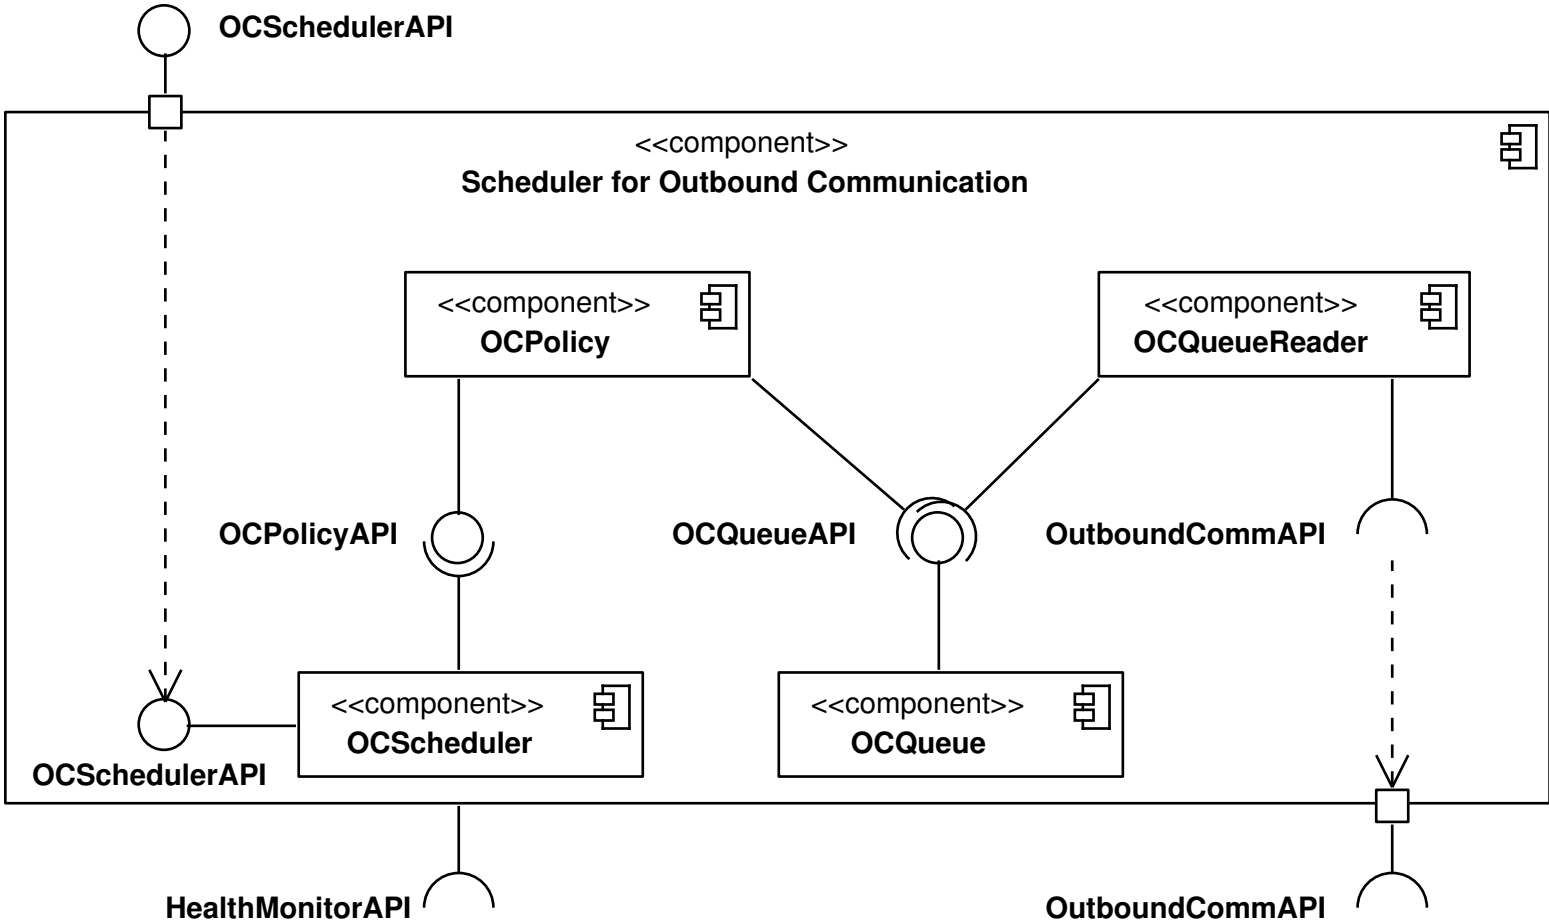 OCSchedulerAPI
<<component>>
Scheduler for Outbound Communication
<<component>>
OCPolicy
<<component>>
OCQueueReader
OCPolicyAPI
OCQueueAPI
OutboundCommAPI
<<component>>
OCScheduler
<<component>>
OCQueue
OCSchedulerAPI
HealthMonitorAPI
OutboundCommAPI